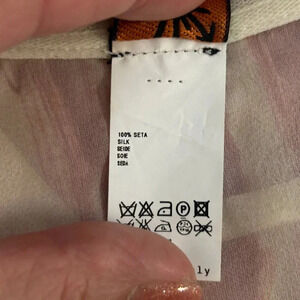 100% SETA
SILK
SEIDE
SOIE
SEDA
P
ly